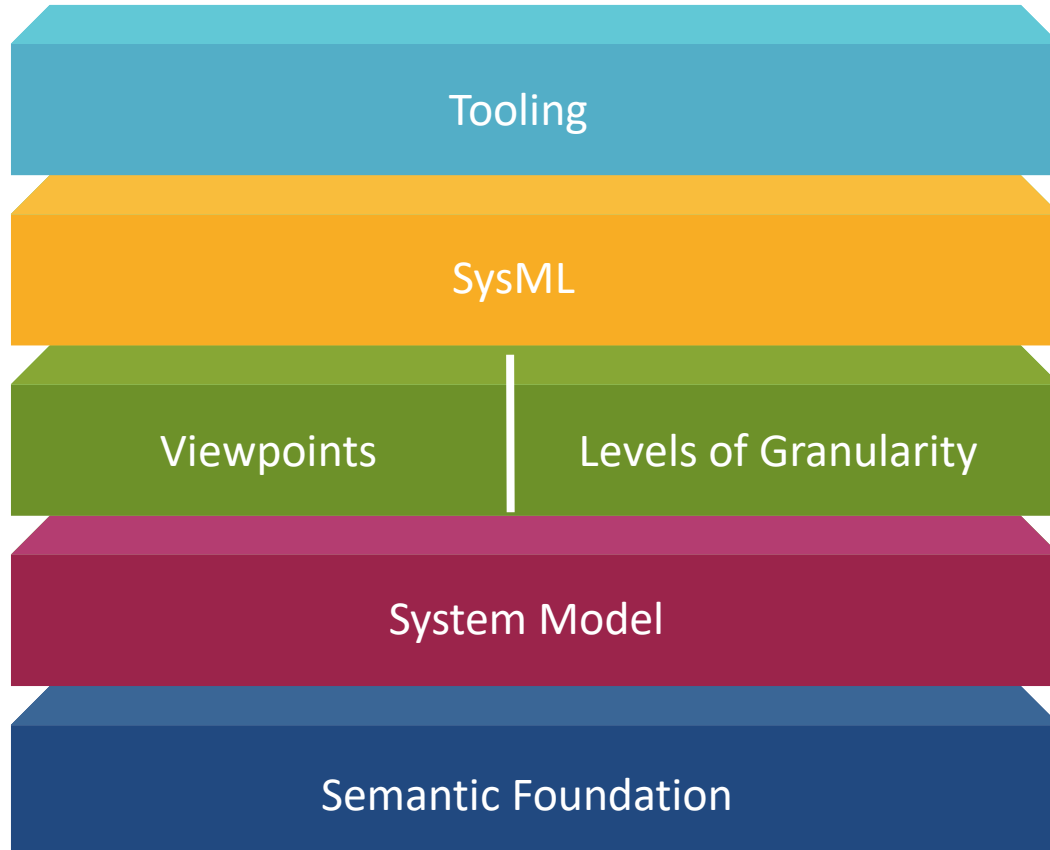 Tooling
SysML
Viewpoints
Levels of Granularity
System Model
Semantic Foundation